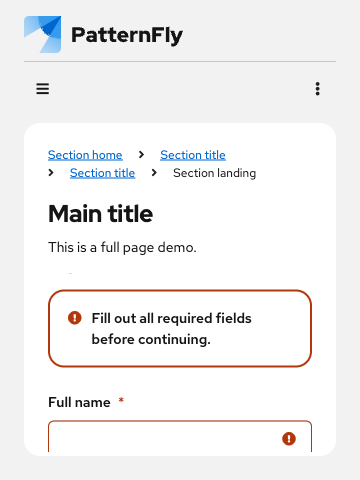 PatternFly
Section home > Section title
> Section title > Section landing
Main title
This is a full page demo.
Fill out all required fields
before continuing.
Full name *